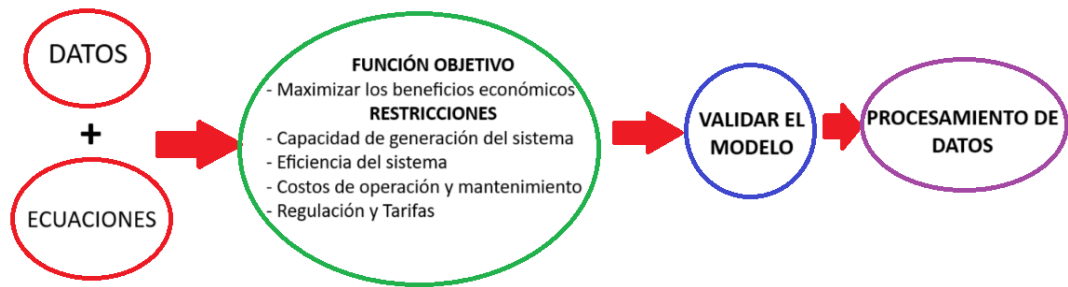 DATOS
+
ECUACIONES
FUNCIÓN OBJETIVO
- Maximizar los beneficios económicos
RESTRICCIONES
- Capacidad de generación del sistema
- Eficiencia del sistema
- Costos de operación y mantenimiento
- Regulación y Tarifas
VALIDAR EL
MODELO
PROCESAMIENTO DE
DATOS